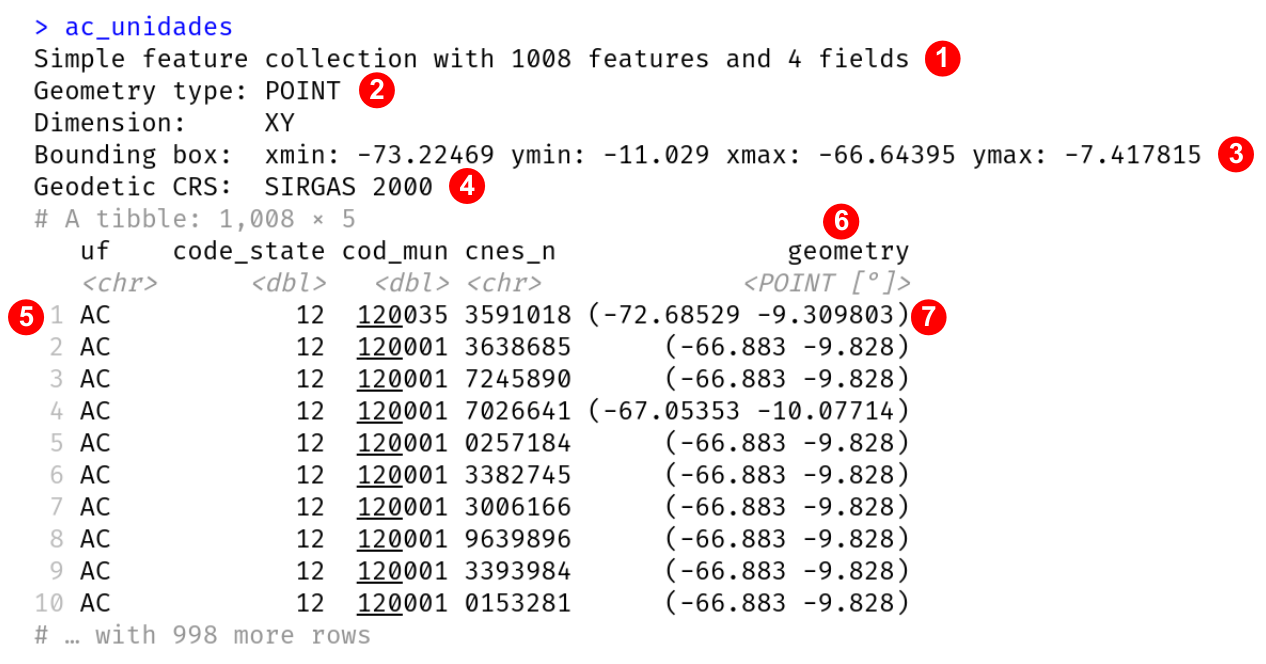 > ac_unidades
Simple feature collection with 1008 features and 4 fields 1
Geometry type: POINT 2
Dimension: XY
Bounding box: xmin: -73.22469 ymin: -11.029 xmax: -66.64395 ymax: -7.417815 3
Geodetic CRS: SIRGAS 2000 4
# A tibble: 1,008 × 5
6
uf code_state cod_mun cnes_n geometry
<chr> <dbl> <dbl> <chr> <POINT [°]>
5 1 AC 12 120035 3591018 (-72.68529 -9.309803) 7
2 AC 12 120001 3638685 (-66.883 -9.828)
3 AC 12 120001 7245890 (-66.883 -9.828)
4 AC 12 120001 7026641 (-67.05353 -10.07714)
5 AC 12 120001 0257184 (-66.883 -9.828)
6 AC 12 120001 3382745 (-66.883 -9.828)
7 AC 12 120001 3006166 (-66.883 -9.828)
8 AC 12 120001 9639896 (-66.883 -9.828)
9 AC 12 120001 3393984 (-66.883 -9.828)
10 AC 12 120001 0153281 (-66.883 -9.828)
# … with 998 more rows